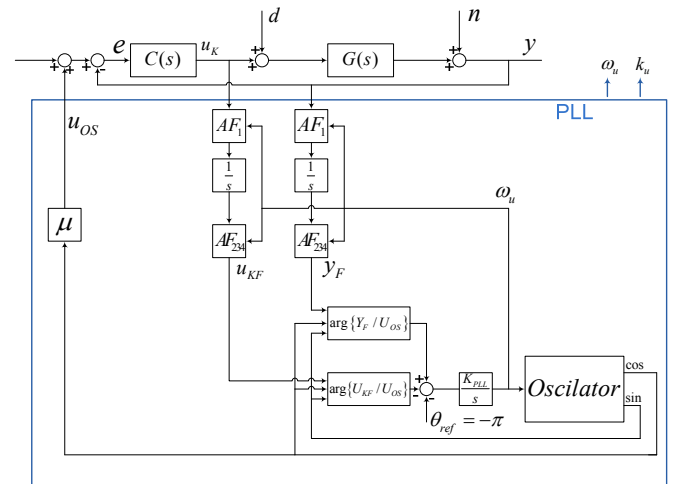 d
n
e
C(s)
u_K
G(s)
y
+ + + - + + + +
ω_u k_u
PLL
u_OS
AF_1 AF_1
1/s 1/s
ω_u
μ
AF_234 AF_234
u_KF y_F
arg{Y_F / U_OS}
cos
arg{U_KF / U_OS}
+ - -
K_PLL/s
Oscilator
sin
θ_ref = -π